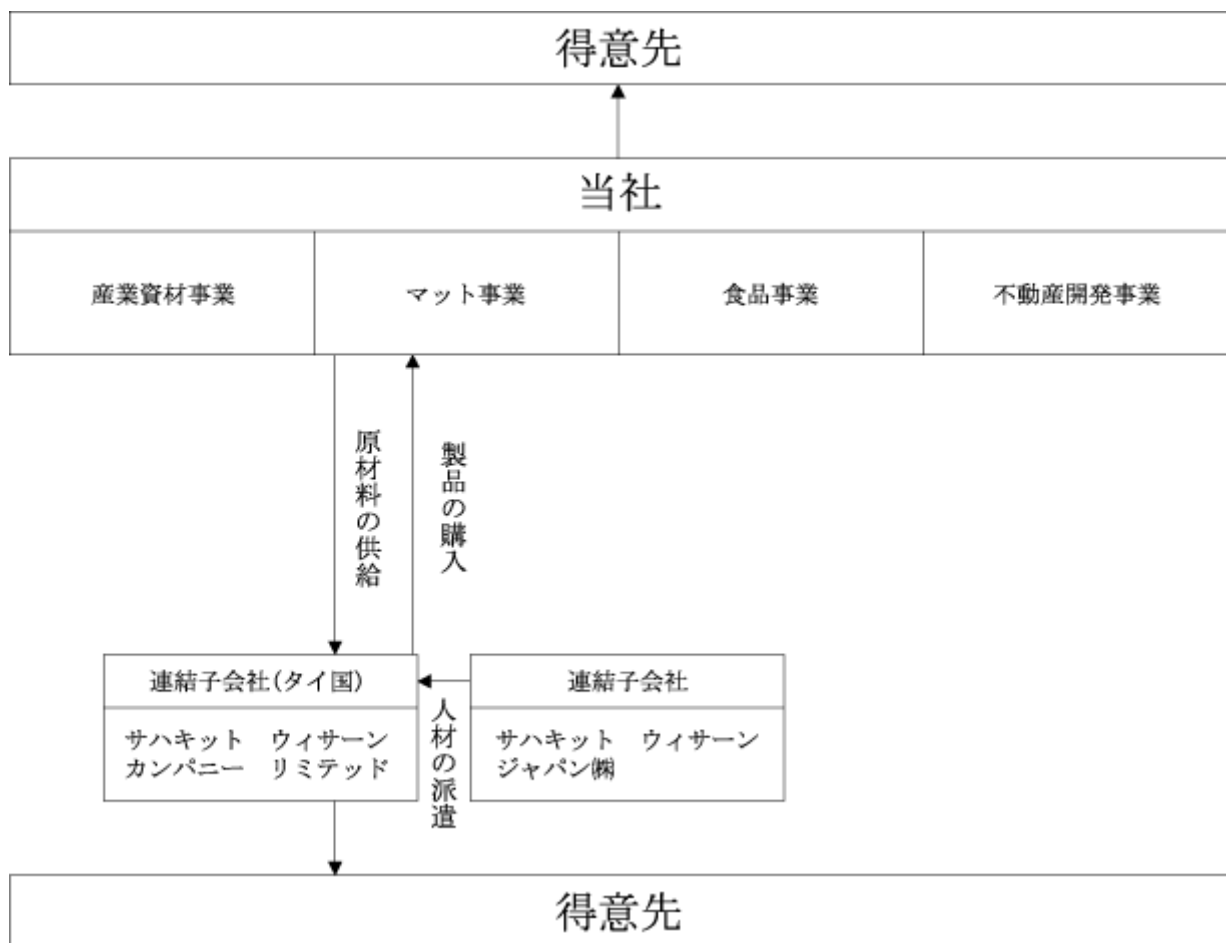 得意先
当社
産業資材事業
マット事業
食品事業
不動産開発事業
原材料の供給
製品の購入
連結子会社(タイ国)
サハキット　ウィサーン
カンパニー　リミテッド
人材の派遣
連結子会社
サハキット　ウィサーン
ジャパン㈱
得意先